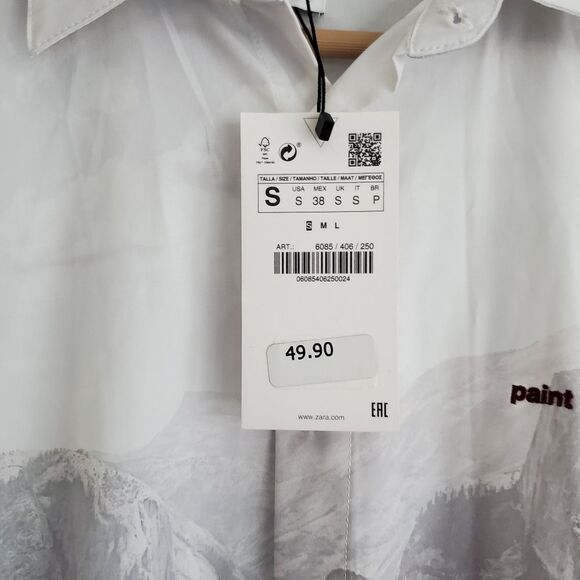 FSC
TALLA / SIZE / TAMANHO / TAILLE / MAAT / ΜΕΓΕΘΟΣ
S
USA MEX UK IT BR
S 38 S S P
S M L
ART.: 6085 / 406 / 250
06085406250024
49.90
www.zara.com
EAC
paint